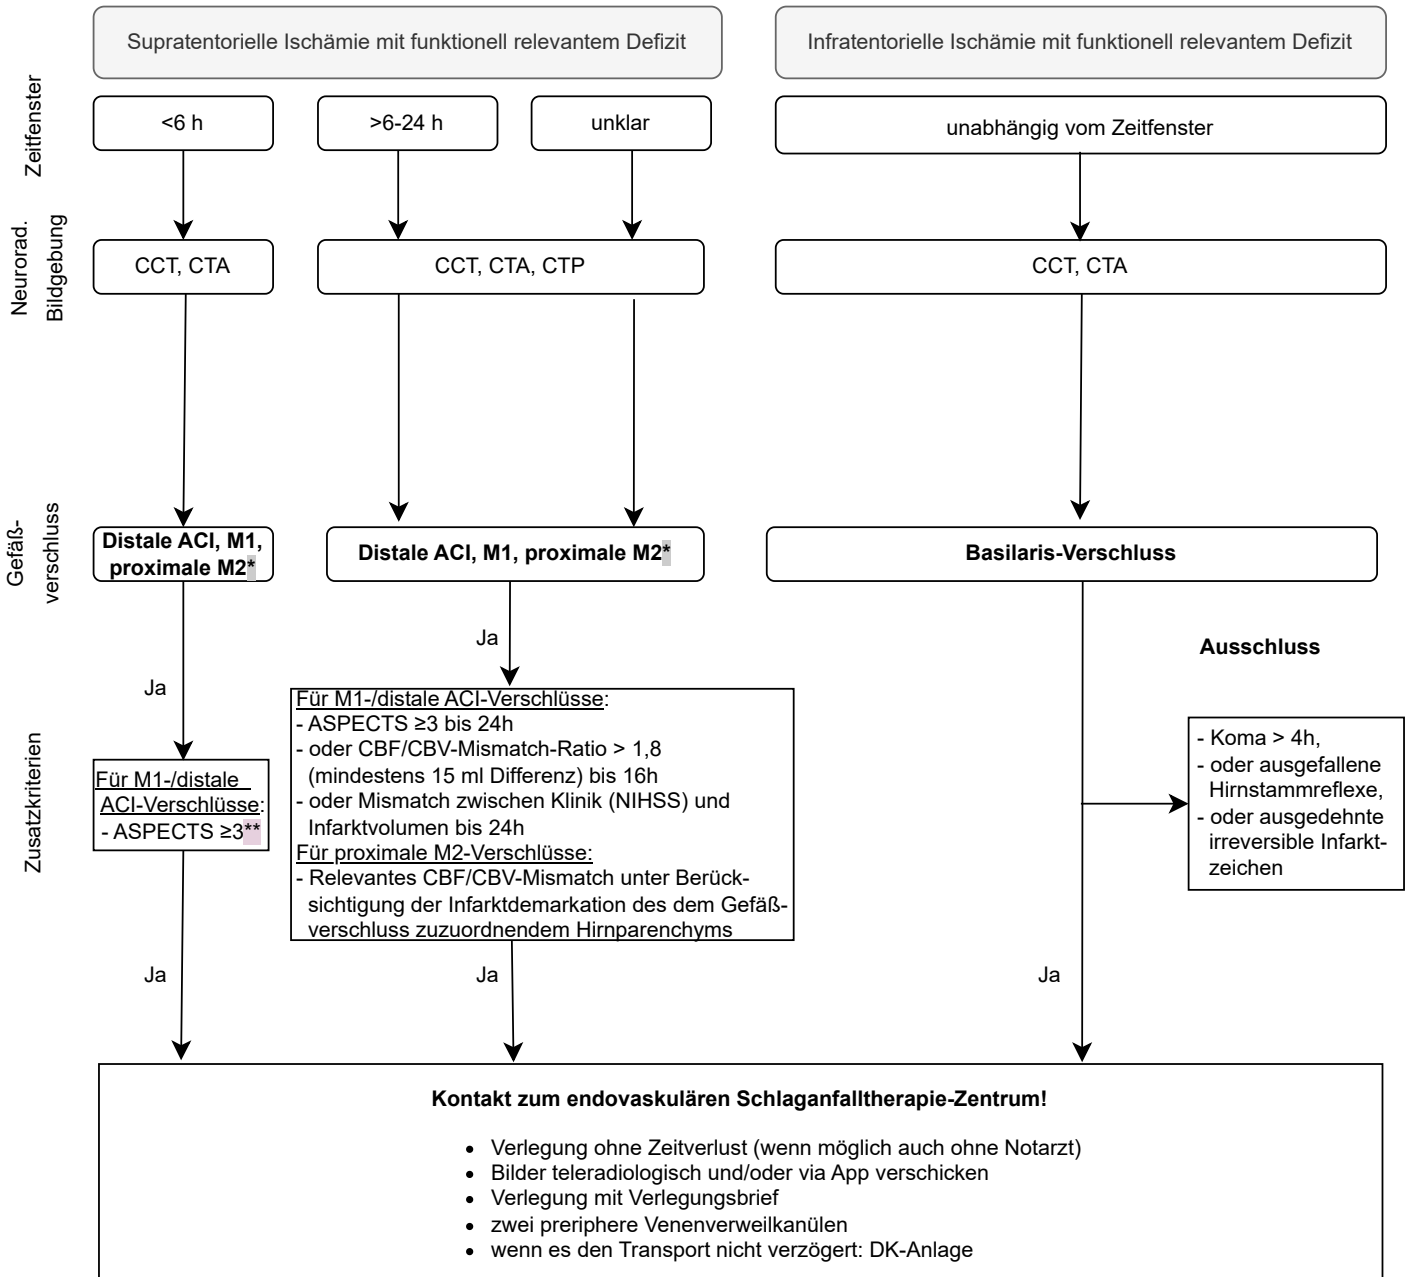 Supratentorielle Ischämie mit funktionell relevantem Defizit
Infratentorielle Ischämie mit funktionell relevantem Defizit
Zeitfenster
<6 h
>6-24 h
unklar
unabhängig vom Zeitfenster
Neurorad.
Bildgebung
CCT, CTA
CCT, CTA, CTP
CCT, CTA
Gefäß-
verschluss
Distale ACI, M1,
proximale M2*
Distale ACI, M1, proximale M2*
Basilaris-Verschluss
Ja
Ja
Ausschluss
Zusatzkriterien
Für M1-/distale
ACI-Verschlüsse:
- ASPECTS ≥3**
Für M1-/distale ACI-Verschlüsse:
- ASPECTS ≥3 bis 24h
- oder CBF/CBV-Mismatch-Ratio > 1,8
(mindestens 15 ml Differenz) bis 16h
- oder Mismatch zwischen Klinik (NIHSS) und
Infarktvolumen bis 24h
Für proximale M2-Verschlüsse:
- Relevantes CBF/CBV-Mismatch unter Berück-
sichtigung der Infarktdemarkation des dem Gefäß-
verschluss zuzuordnendem Hirnparenchyms
- Koma > 4h,
- oder ausgefallene
Hirnstammreflexe,
- oder ausgedehnte
irreversible Infarkt-
zeichen
Ja
Ja
Ja
Kontakt zum endovaskulären Schlaganfalltherapie-Zentrum!
• Verlegung ohne Zeitverlust (wenn möglich auch ohne Notarzt)
• Bilder teleradiologisch und/oder via App verschicken
• Verlegung mit Verlegungsbrief
• zwei preriphere Venenverweilkanülen
• wenn es den Transport nicht verzögert: DK-Anlage